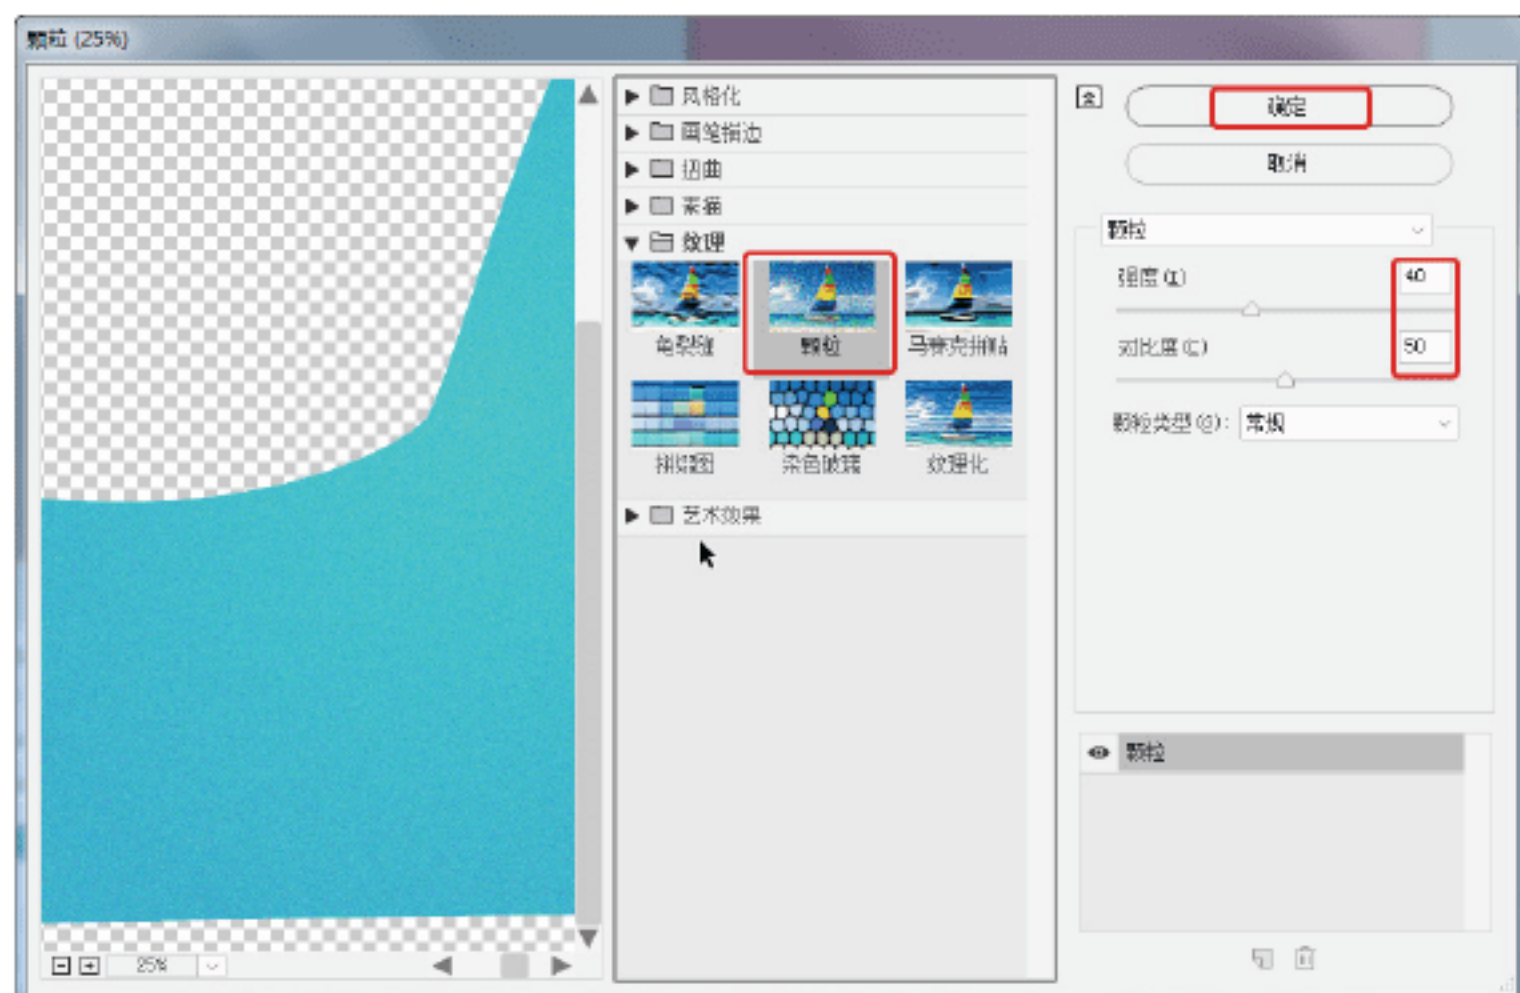 颗粒 (25%)
风格化
画笔描边
扭曲
素描
纹理
龟裂缝
颗粒
马赛克拼贴
拼缀图
染色玻璃
纹理化
艺术效果
25%
确定
取消
颗粒
强度(I)
40
对比度(C)
50
颗粒类型(G): 常规
颗粒